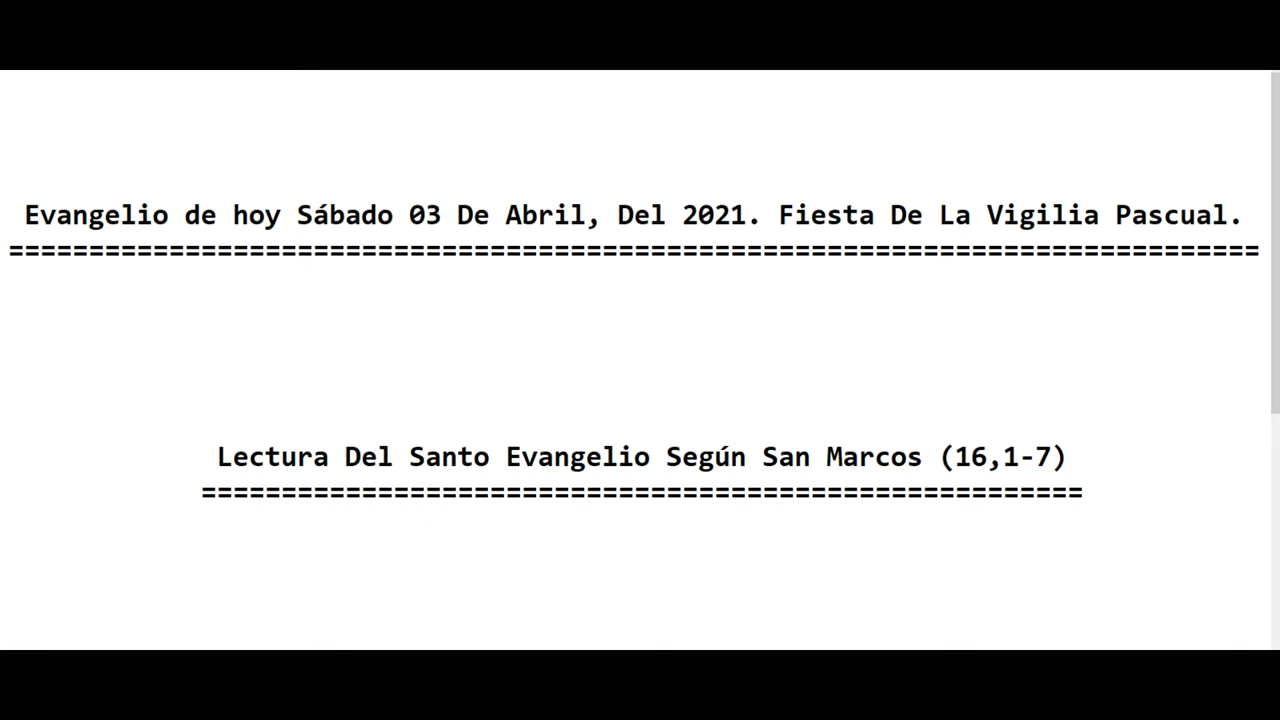 Evangelio de hoy Sábado 03 De Abril, Del 2021. Fiesta De La Vigilia Pascual.
==============================================================================
Lectura Del Santo Evangelio Según San Marcos (16,1-7)
=======================================================